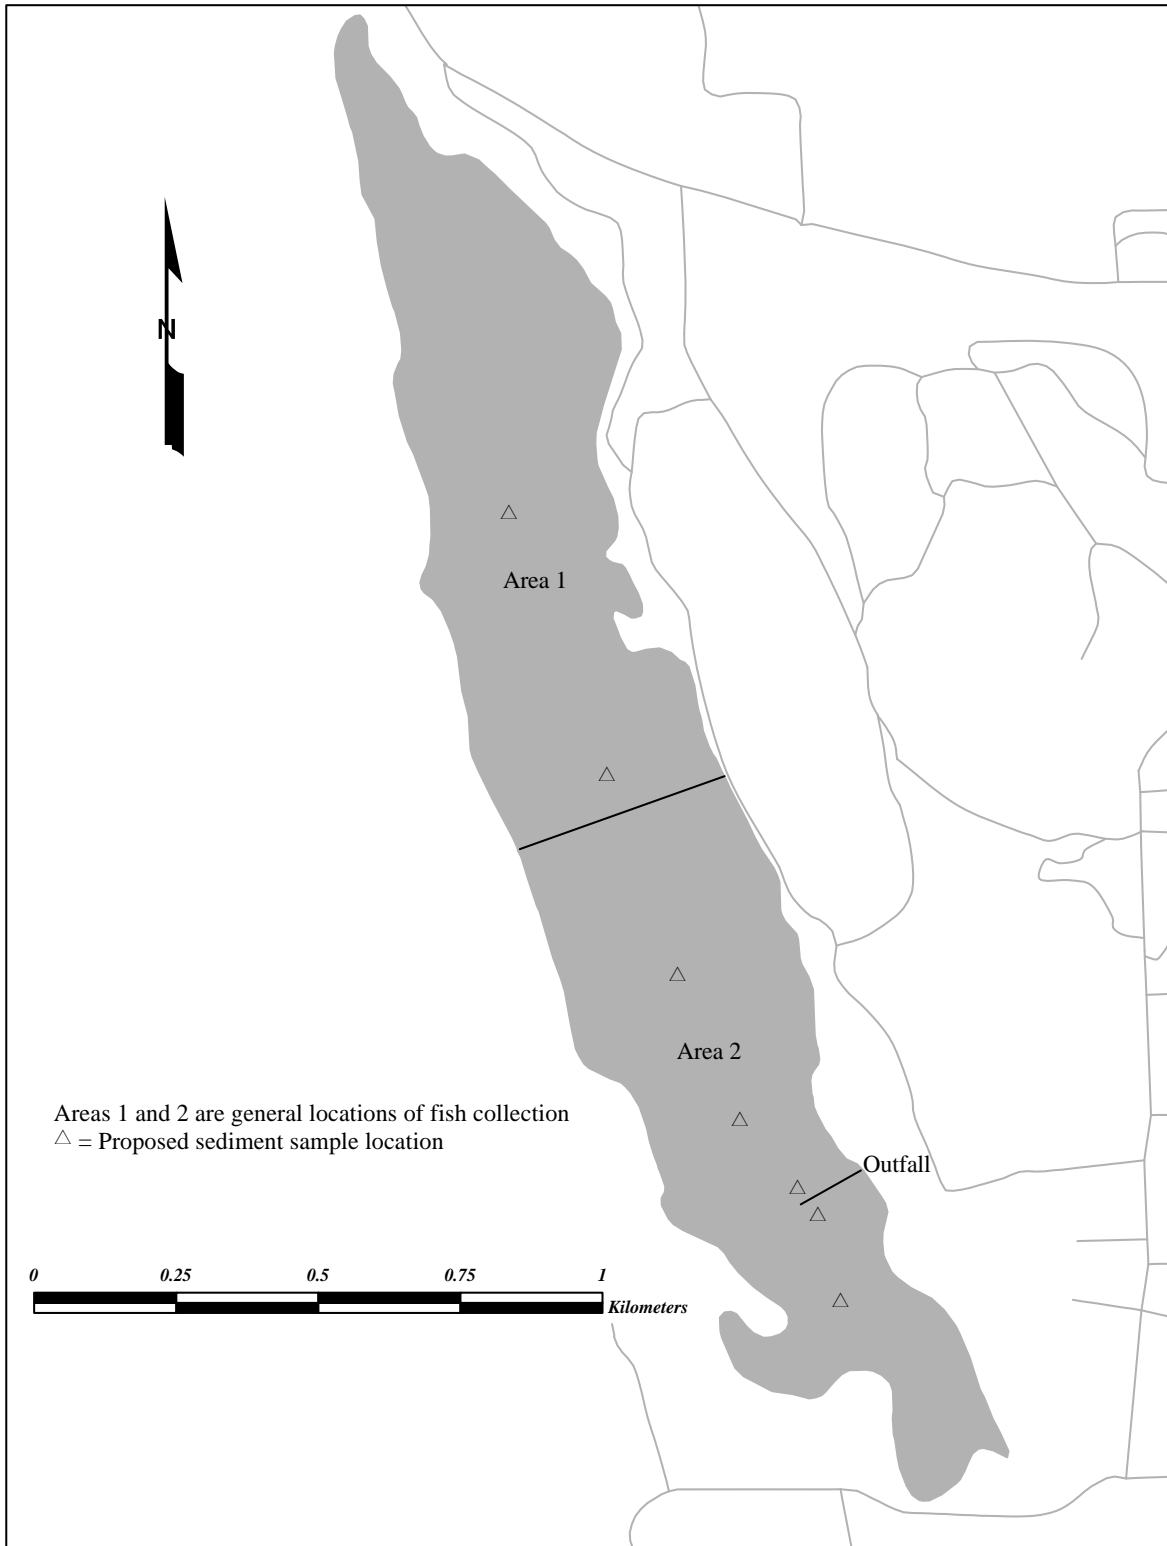 N
Area 1
Area 2
Areas 1 and 2 are general locations of fish collection
△ = Proposed sediment sample location
Outfall
0 0.25 0.5 0.75 1
Kilometers